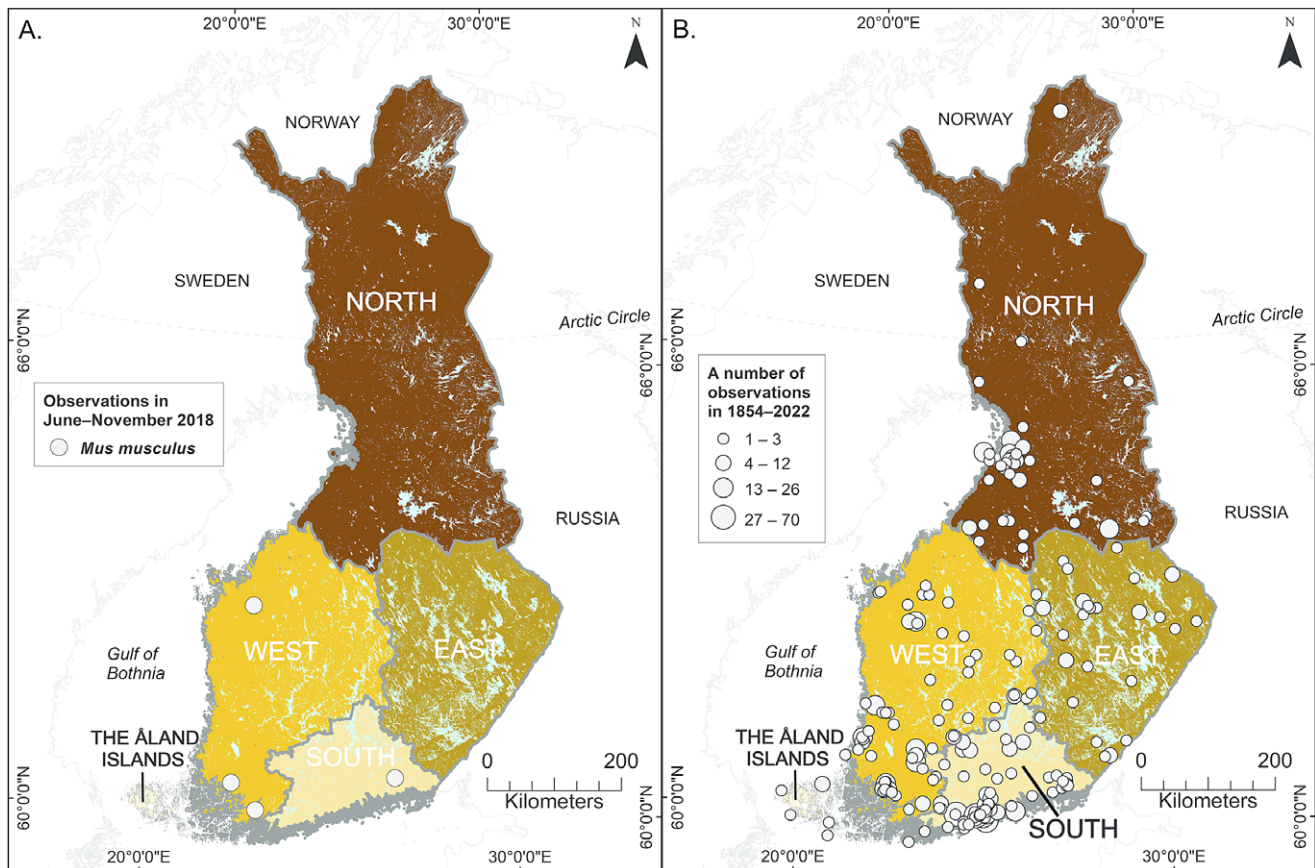 A.
20°0'0"E
30°0'0"E
N
NORWAY
SWEDEN
NORTH
Arctic Circle
66°0'0"N
66°0'0"N
Observations in
June–November 2018
Mus musculus
RUSSIA
WEST
EAST
Gulf of
Bothnia
THE ÅLAND
ISLANDS
SOUTH
0
200
Kilometers
60°0'0"N
60°0'0"N
20°0'0"E
30°0'0"E
B.
20°0'0"E
30°0'0"E
N
NORWAY
SWEDEN
NORTH
Arctic Circle
66°0'0"N
66°0'0"N
A number of
observations
in 1854–2022
1 – 3
4 – 12
13 – 26
27 – 70
RUSSIA
WEST
EAST
Gulf of
Bothnia
THE ÅLAND
ISLANDS
SOUTH
0
200
Kilometers
60°0'0"N
60°0'0"N
20°0'0"E
30°0'0"E